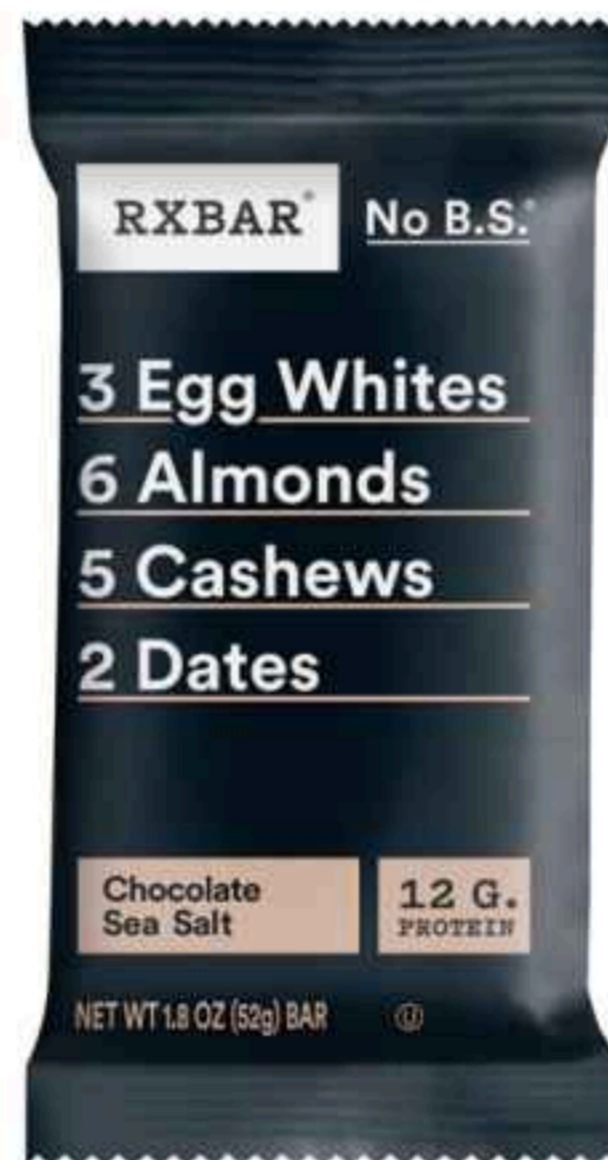 RXBAR®
No B.S.®
3 Egg Whites
6 Almonds
5 Cashews
2 Dates
Chocolate
Sea Salt
12 G.
PROTEIN
NET WT 1.8 OZ (52g) BAR
U